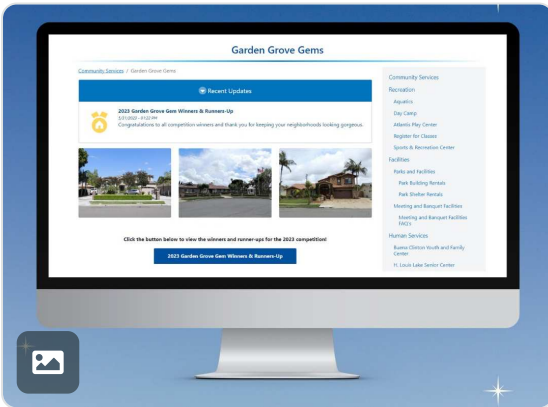 Garden Grove Gems
Community Services / Garden Grove Gems
Recent Updates
2023 Garden Grove Gem Winners & Runners-Up
Congratulations to all competition winners and thank you for keeping your neighborhoods looking gorgeous.
Click the button below to view the winners and runner-ups for the 2023 competition!
2023 Garden Grove Gem Winners & Runners-Up
Community Services
Recreation
Aquatics
Day Camp
Atlantis Play Center
Register for Classes
Sports & Recreation Center
Facilities
Parks and Facilities
Park Building Rentals
Park Shelter Rentals
Meeting and Banquet Facilities
Meeting and Banquet Facilities
FAQ's
Human Services
Buena Clinton Youth and Family
Center
H. Louis Lake Senior Center